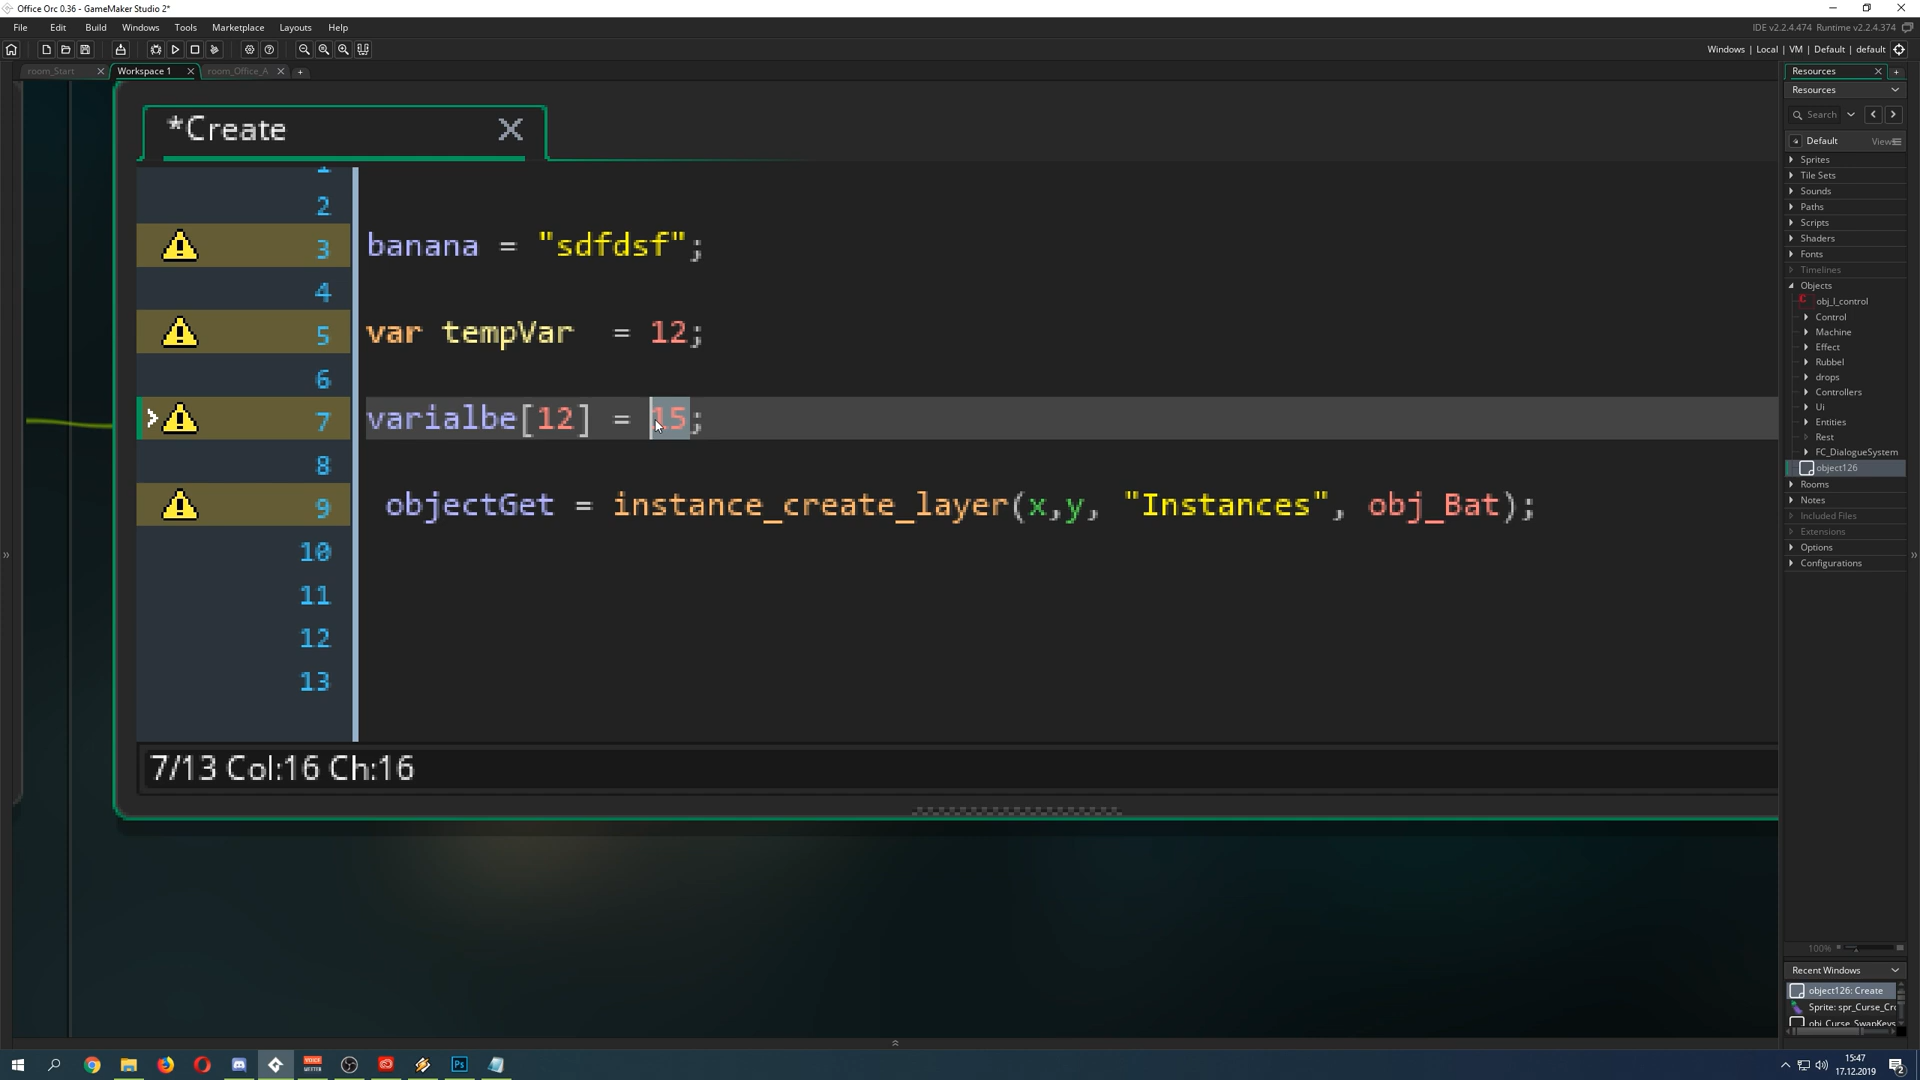 Office Orc 0.36 - GameMaker Studio 2*
File Edit Build Windows Tools Marketplace Layouts Help
IDE v2.2.4.474 Runtime v2.2.4.374
Windows | Local | VM | Default | default
room_Start Workspace 1 room_Office_A
Resources
Resources
Search
Default Views
Sprites
Tile Sets
Sounds
Paths
Scripts
Shaders
Fonts
Timelines
Objects
obj_I_control
Control
Machine
Effect
Rubbel
drops
Controllers
Ui
Entities
Rest
FC_DialogueSystem
object126
Rooms
Notes
Included Files
Extensions
Options
Configurations
*Create X
1
2
3 banana = "sdfdsf";
4
5 var tempVar = 12;
6
7 varialbe[12] = 15;
8
9 objectGet = instance_create_layer(x,y, "Instances", obj_Bat);
10
11
12
13
7/13 Col:16 Ch:16
100%
Recent Windows
object126: Create
Sprite: spr_Curse_Cr
obj_Curse_SwapKeys
15:47
17.12.2019